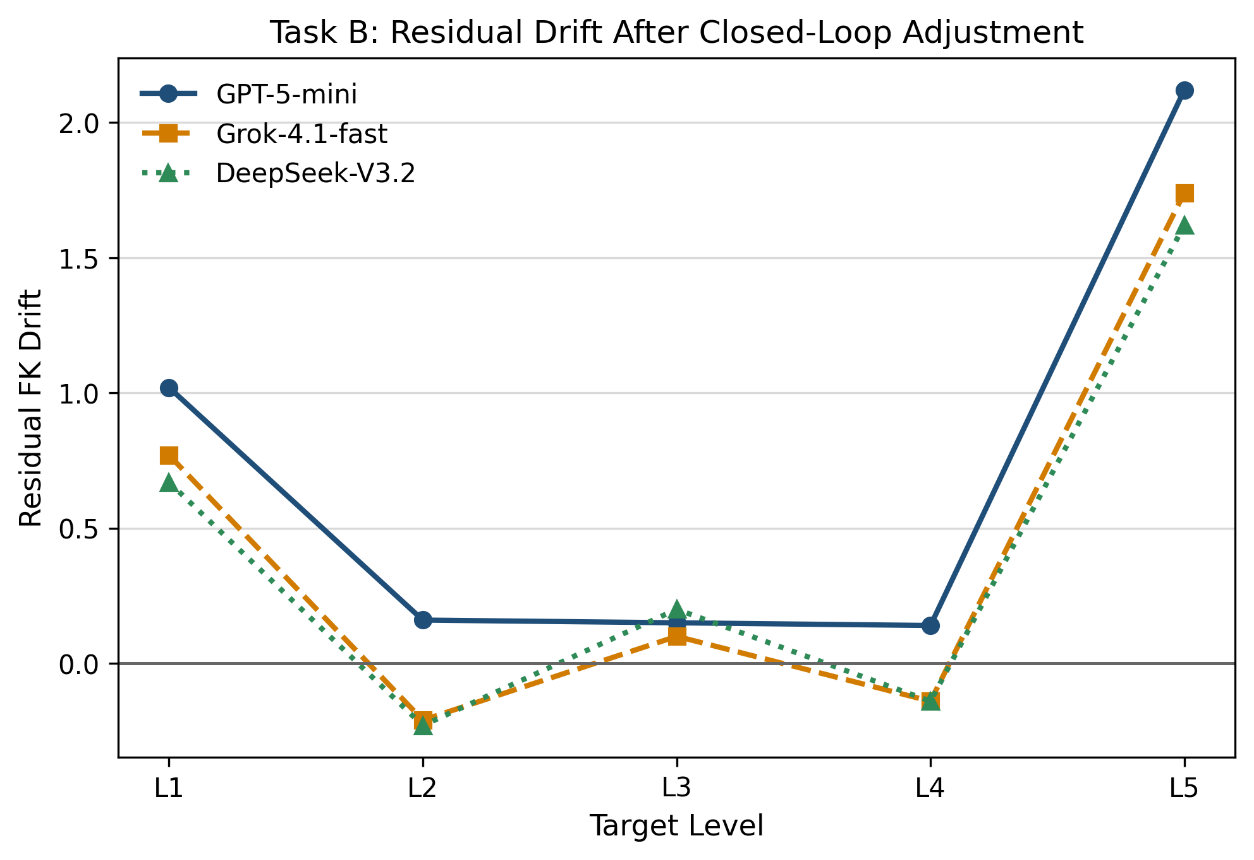 Task B: Residual Drift After Closed-Loop Adjustment
GPT-5-mini
Grok-4.1-fast
DeepSeek-V3.2
Residual FK Drift
2.0
1.5
1.0
0.5
0.0
L1
L2
L3
L4
L5
Target Level